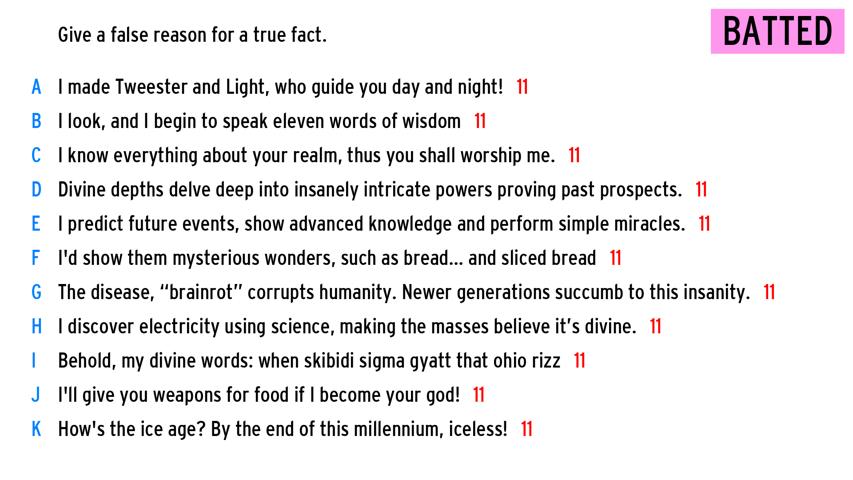 Give a false reason for a true fact.
BATTED
A I made Tweester and Light, who guide you day and night! 11
B I look, and I begin to speak eleven words of wisdom 11
C I know everything about your realm, thus you shall worship me. 11
D Divine depths delve deep into insanely intricate powers proving past prospects. 11
E I predict future events, show advanced knowledge and perform simple miracles. 11
F I'd show them mysterious wonders, such as bread... and sliced bread 11
G The disease, “brainrot” corrupts humanity. Newer generations succumb to this insanity. 11
H I discover electricity using science, making the masses believe it’s divine. 11
I Behold, my divine words: when skibidi sigma gyatt that ohio rizz 11
J I'll give you weapons for food if I become your god! 11
K How's the ice age? By the end of this millennium, iceless! 11